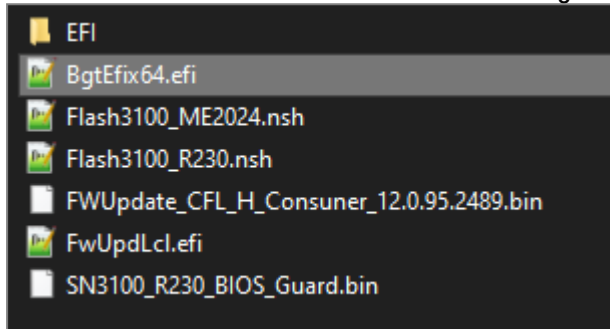 EFI
BgtEfix64.efi
Flash3100_ME2024.nsh
Flash3100_R230.nsh
FWUpdate_CFL_H_Consuner_12.0.95.2489.bin
FwUpdLcl.efi
SN3100_R230_BIOS_Guard.bin